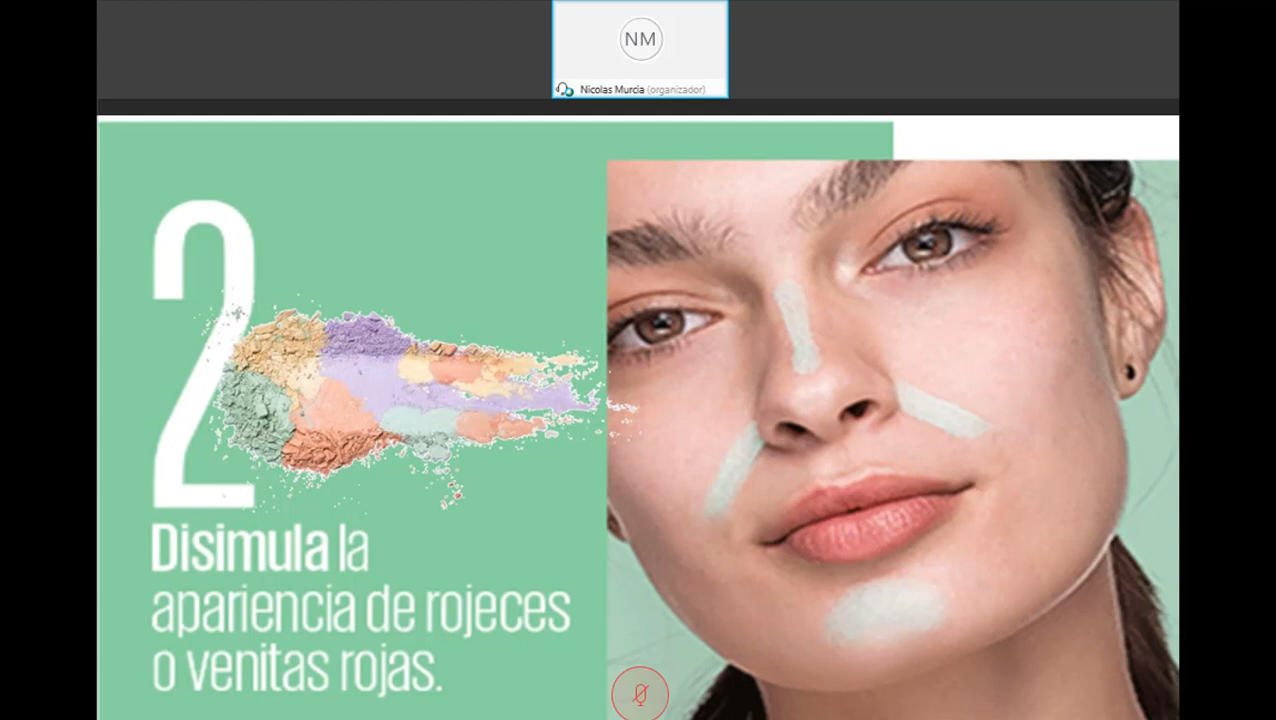 NM
Nicolas Murcia (organizador)
2
Disimula la
apariencia de rojeces
o venitas rojas.